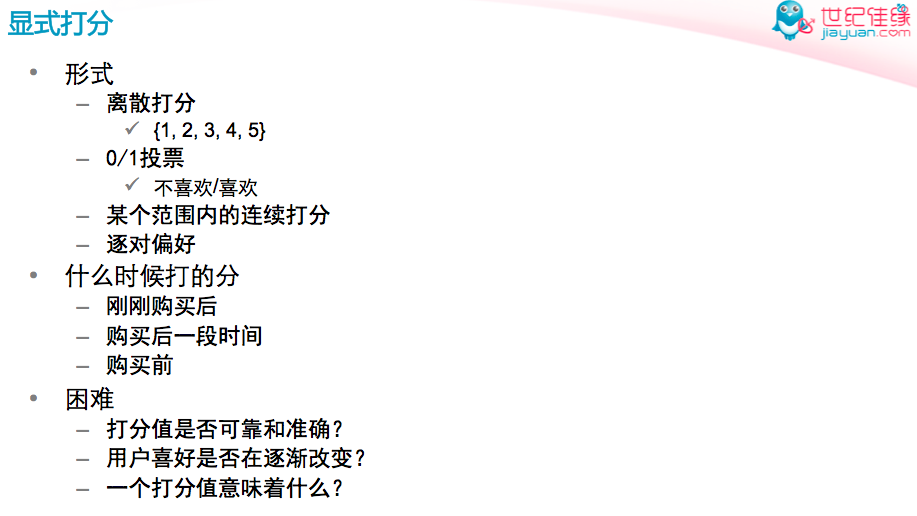 显式打分
世纪佳缘
jiayuan.com
• 形式
– 离散打分
✓ {1, 2, 3, 4, 5}
– 0/1投票
✓ 不喜欢/喜欢
– 某个范围内的连续打分
– 逐对偏好
• 什么时候打的分
– 刚刚购买后
– 购买后一段时间
– 购买前
• 困难
– 打分值是否可靠和准确？
– 用户喜好是否在逐渐改变？
– 一个打分值意味着什么？